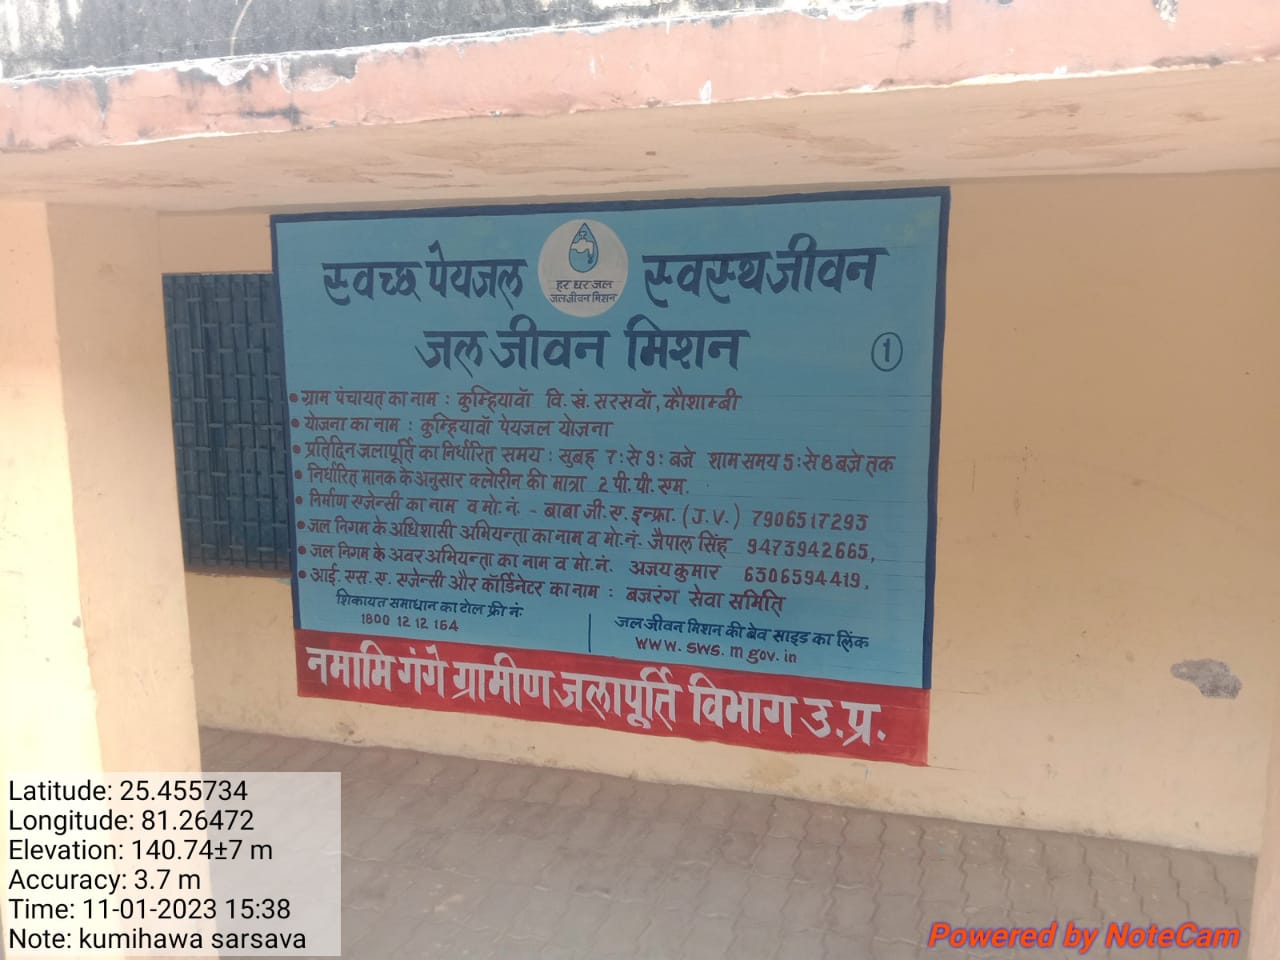 स्वच्छ पेयजल स्वस्थ जीवन
हर घर जल
जल जीवन मिशन
जल जीवन मिशन
1
• ग्राम पंचायत का नाम : कुम्हियावॉ वि. खं. सरसवॉ, कौशाम्बी
• योजना का नाम : कुम्हियावॉ पेयजल योजना
• प्रतिदिन जलापूर्ति का निर्धारित समय : सुबह 7 : से 9 : बजे शाम समय 5 : से 8 बजे तक
• निर्धारित मानक के अनुसार क्लोरीन की मात्रा 2 पी. पी. एम.
• निर्माण एजेन्सी का नाम व मो. नं. - बाबा जी. ए. इन्फ्रा. (J.V.) 7906517293
• जल निगम के अधिशासी अभियन्ता का नाम व मो. नं. जैपाल सिंह 9473942665,
• जल निगम के अवर अभियन्ता का नाम व मो. नं. अजय कुमार 6306594419,
• आई. एस. ए. एजेन्सी और कॉर्डिनेटर का नाम : बजरंग सेवा समिति
शिकायत समाधान का टोल फ्री नं:
1800 12 12 164
जल जीवन मिशन की बेव साइड का लिंक
www. sws. m gov. in
नमामि गंगे ग्रामीण जलापूर्ति विभाग उ.प्र.
Latitude: 25.455734
Longitude: 81.26472
Elevation: 140.74±7 m
Accuracy: 3.7 m
Time: 11-01-2023 15:38
Note: kumihawa sarsava
Powered by NoteCam